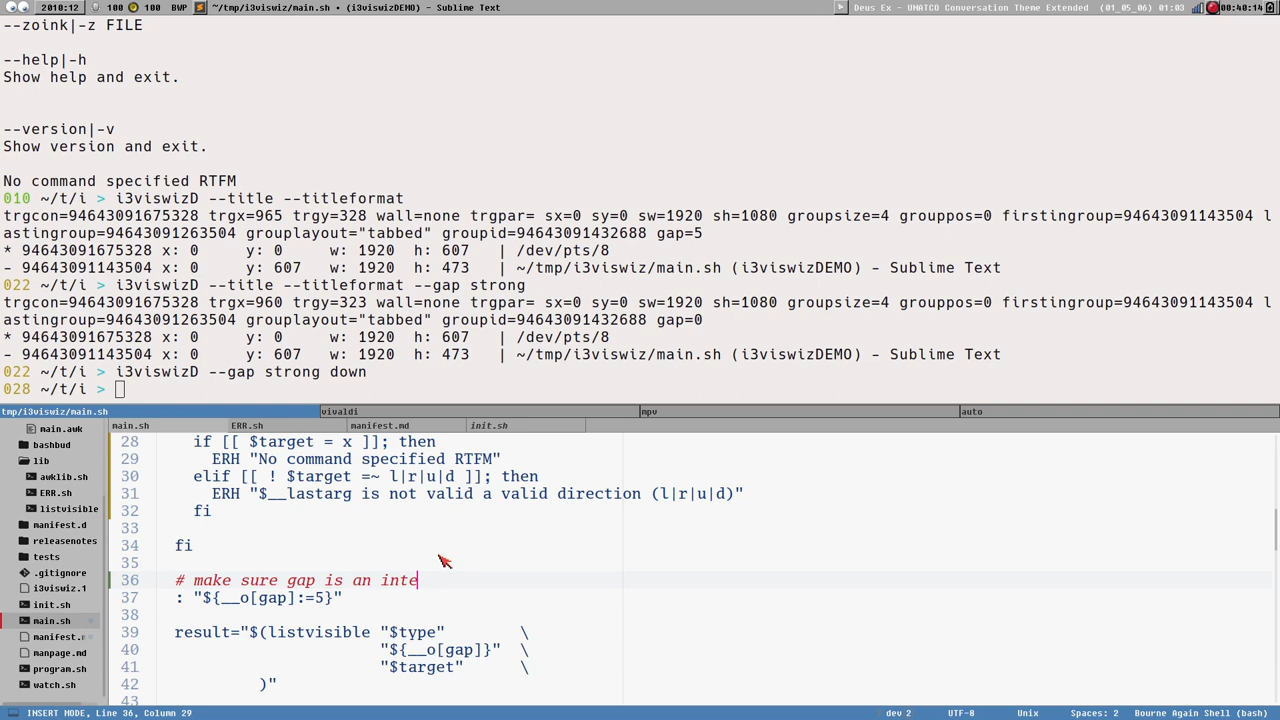 2010:12 100 100 BWP ~/tmp/i3viswiz/main.sh • (i3viswizDEMO) - Sublime Text Deus Ex - UNATCO Conversation Theme Extended (01_05_06) 01:03 00:40:14
--zoink|-z FILE
--help|-h
Show help and exit.
--version|-v
Show version and exit.
No command specified RTFM
010 ~/t/i > i3viswizD --title --titleformat
trgcon=94643091675328 trgx=965 trgy=328 wall=none trgpar= sx=0 sy=0 sw=1920 sh=1080 groupsize=4 grouppos=0 firstingroup=94643091143504 l
astingroup=94643091263504 grouplayout="tabbed" groupid=94643091432688 gap=5
* 94643091675328 x: 0     y: 0     w: 1920  h: 607   | /dev/pts/8
- 94643091143504 x: 0     y: 607   w: 1920  h: 473   | ~/tmp/i3viswiz/main.sh (i3viswizDEMO) - Sublime Text
022 ~/t/i > i3viswizD --title --titleformat --gap strong
trgcon=94643091675328 trgx=960 trgy=323 wall=none trgpar= sx=0 sy=0 sw=1920 sh=1080 groupsize=4 grouppos=0 firstingroup=94643091143504 l
astingroup=94643091263504 grouplayout="tabbed" groupid=94643091432688 gap=0
* 94643091675328 x: 0     y: 0     w: 1920  h: 607   | /dev/pts/8
- 94643091143504 x: 0     y: 607   w: 1920  h: 473   | ~/tmp/i3viswiz/main.sh (i3viswizDEMO) - Sublime Text
022 ~/t/i > i3viswizD --gap strong down
028 ~/t/i >
tmp/i3viswiz/main.sh vivaldi mpv auto
main.sh ERR.sh manifest.md init.sh
main.awk
bashbud
lib
awklib.sh
ERR.sh
listvisible
manifest.d
releasenotes
tests
.gitignore
i3viswiz.1
init.sh
main.sh
manifest.
manpage.md
program.sh
watch.sh
28     if [[ $target = x ]]; then
29       ERH "No command specified RTFM"
30     elif [[ ! $target =~ l|r|u|d ]]; then
31       ERH "$__lastarg is not valid a valid direction (l|r|u|d)"
32     fi
33
34   fi
35
36   # make sure gap is an inte
37   : "${__o[gap]:=5}"
38
39   result="$(listvisible "$type"         \
40                         "${__o[gap]}"  \
41                         "$target"       \
42            )"
43
INSERT MODE, Line 36, Column 29 dev 2 UTF-8 Unix Spaces: 2 Bourne Again Shell (bash)